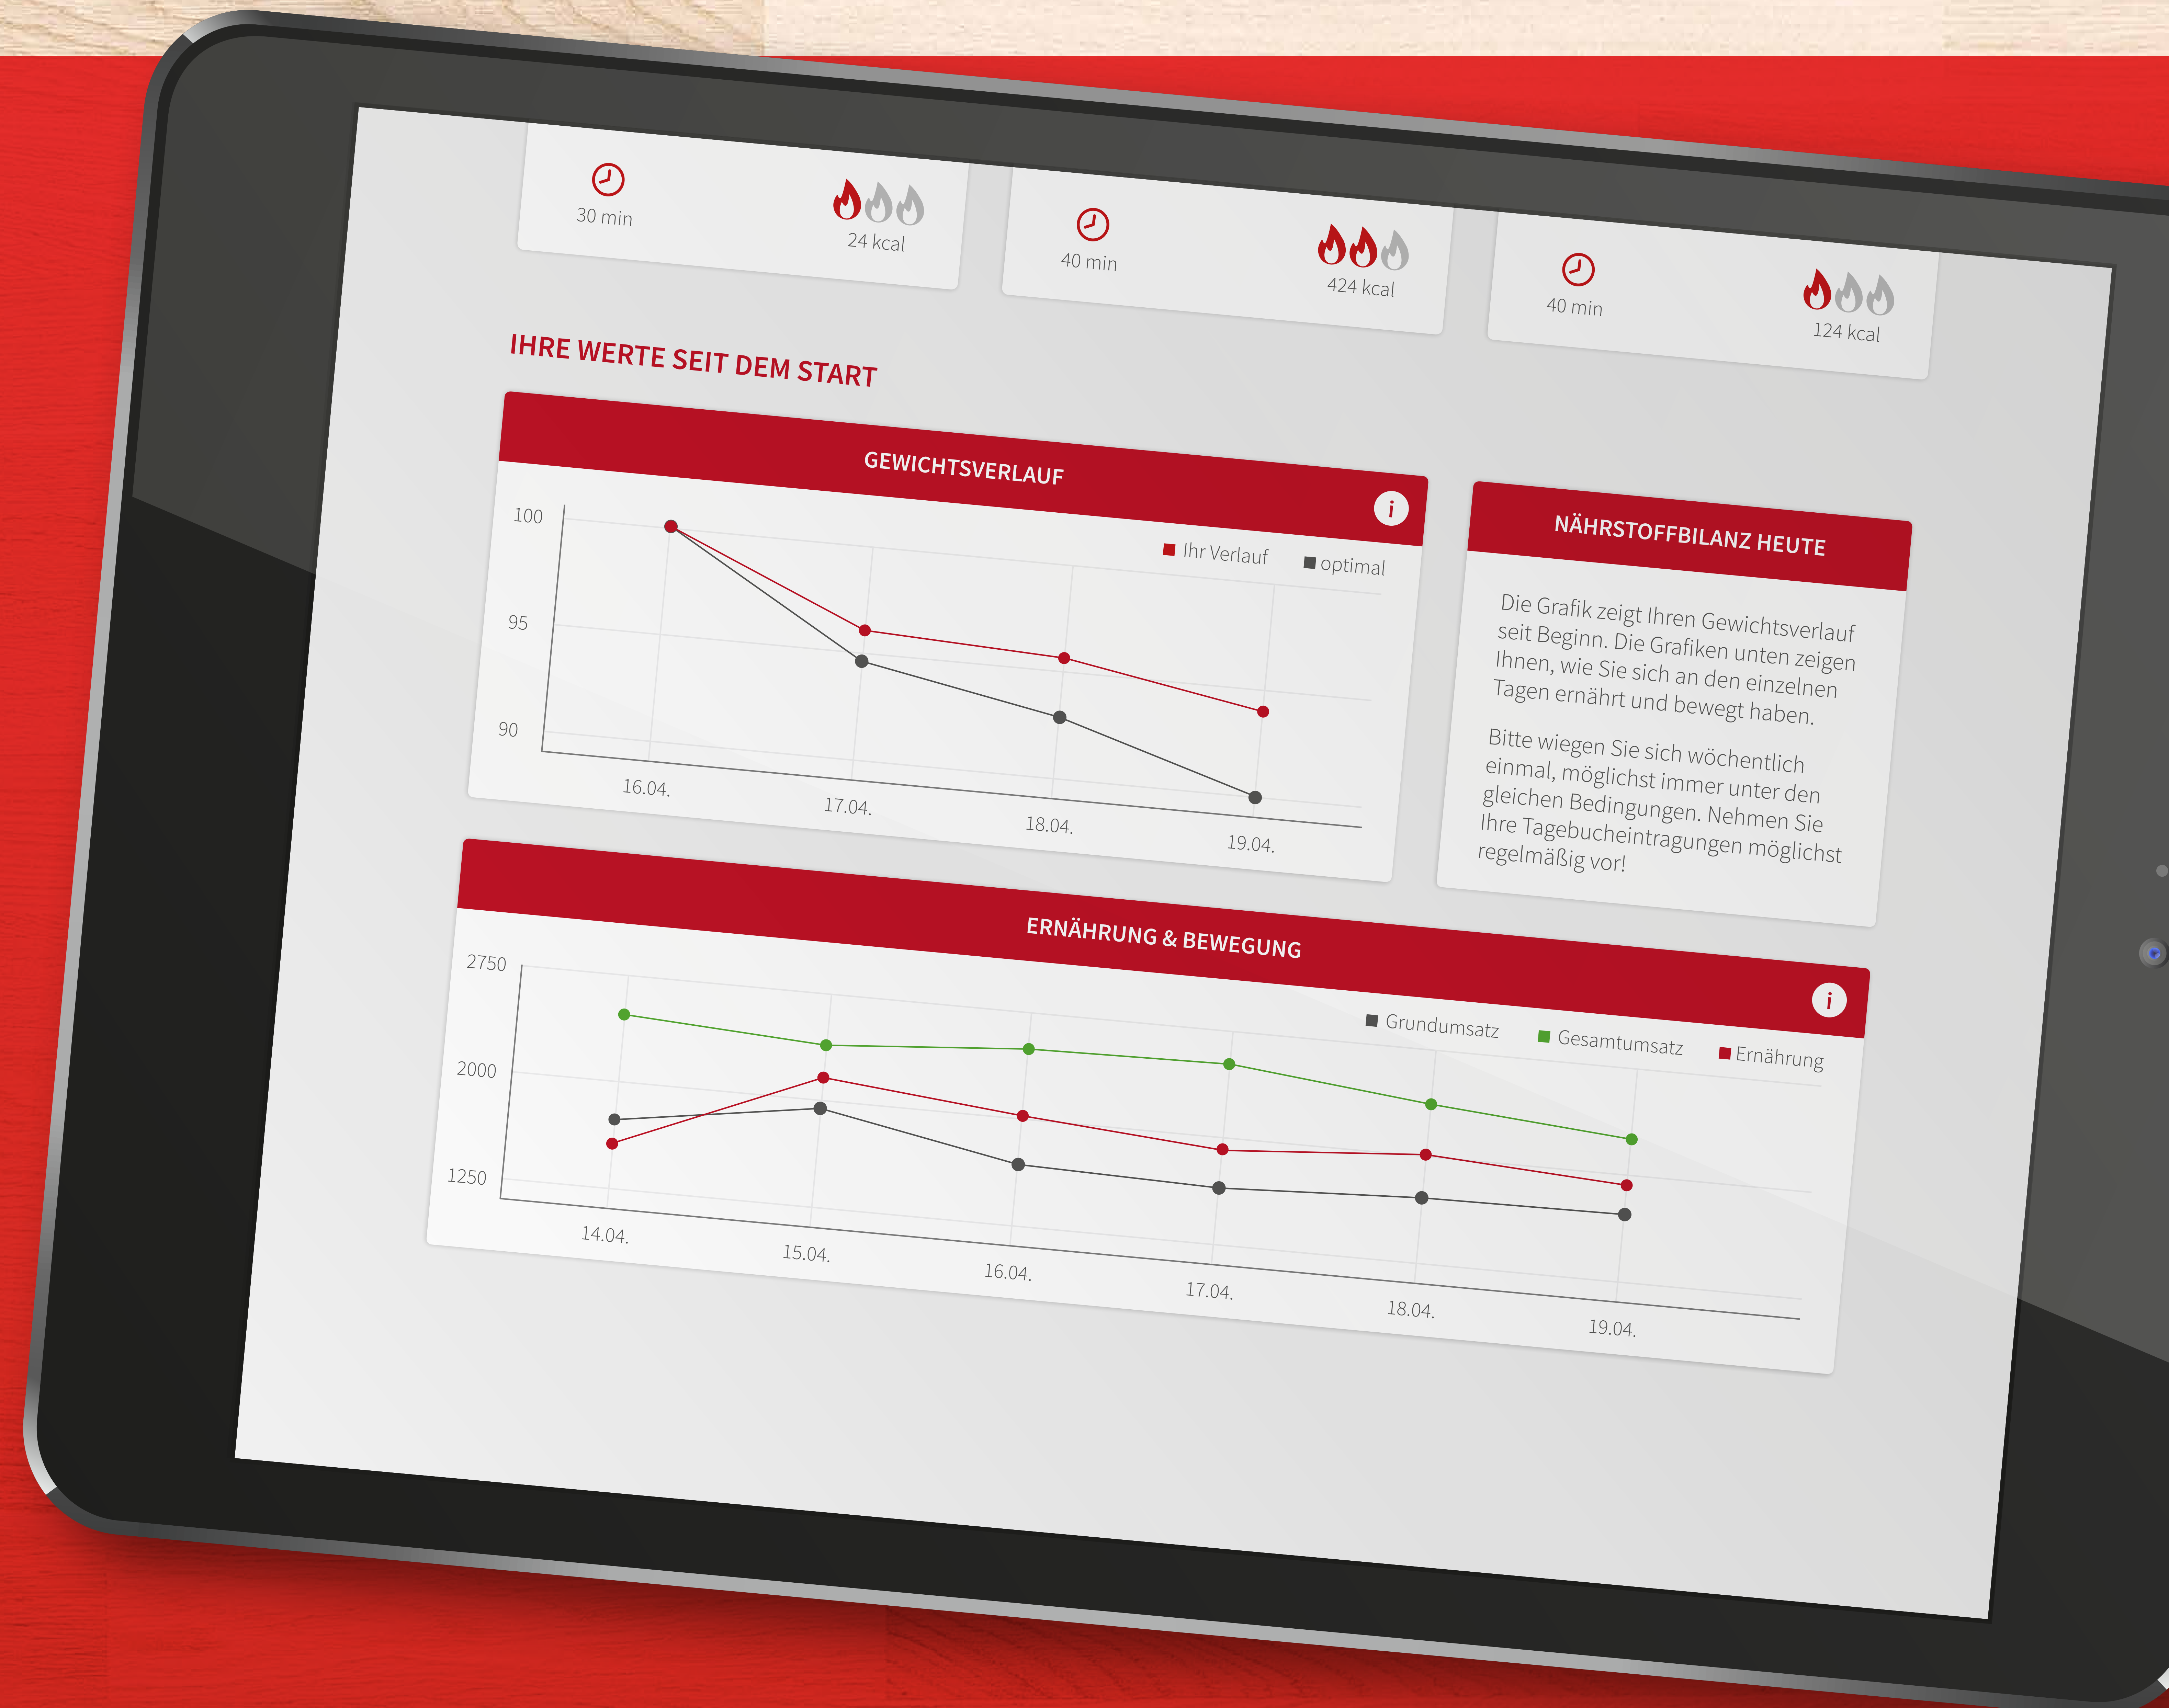 30 min
24 kcal
40 min
424 kcal
40 min
124 kcal
IHRE WERTE SEIT DEM START
GEWICHTSVERLAUF
i
Ihr Verlauf
optimal
100
95
90
16.04.
17.04.
18.04.
19.04.
NÄHRSTOFFBILANZ HEUTE
Die Grafik zeigt Ihren Gewichtsverlauf
seit Beginn. Die Grafiken unten zeigen
Ihnen, wie Sie sich an den einzelnen
Tagen ernährt und bewegt haben.
Bitte wiegen Sie sich wöchentlich
einmal, möglichst immer unter den
gleichen Bedingungen. Nehmen Sie
Ihre Tagebucheintragungen möglichst
regelmäßig vor!
ERNÄHRUNG & BEWEGUNG
i
Grundumsatz
Gesamtumsatz
Ernährung
2750
2000
1250
14.04.
15.04.
16.04.
17.04.
18.04.
19.04.